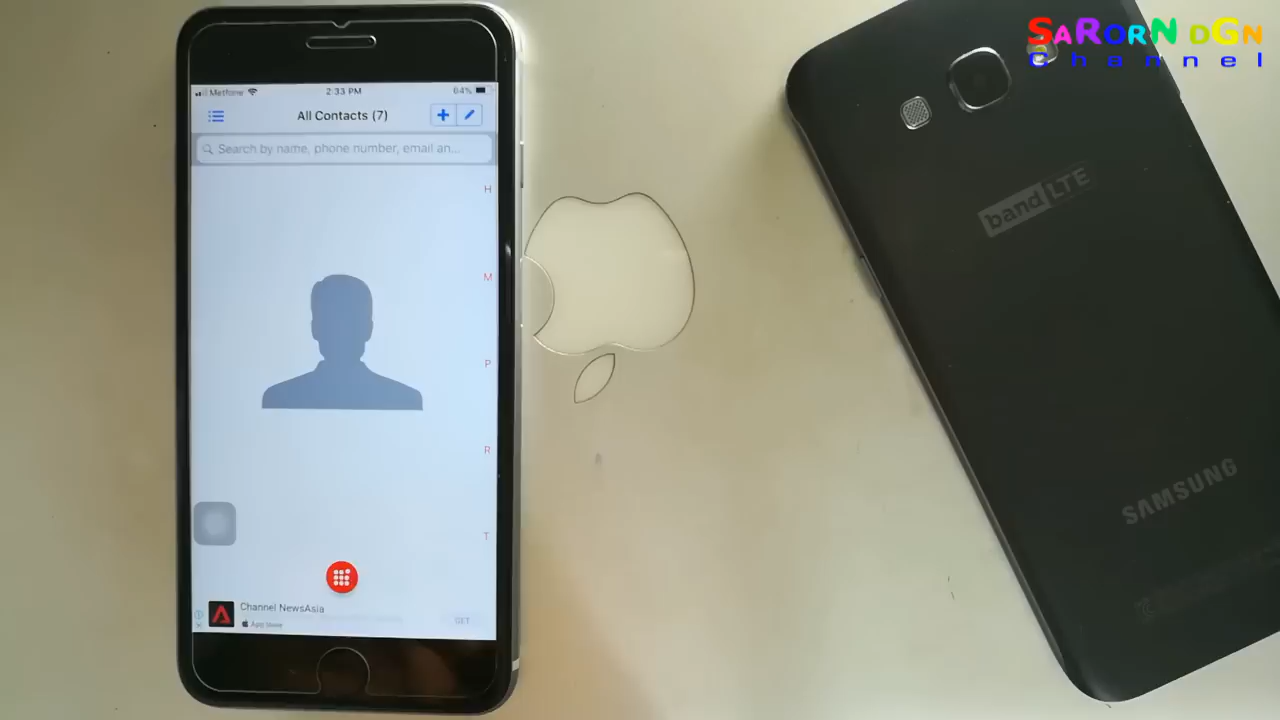 SaRorN dGn
Channel
Metfone
2:33 PM
64%
All Contacts (7)
Search by name, phone number, email an...
H
M
P
R
T
Channel NewsAsia
App Store
GET
band LTE
SAMSUNG